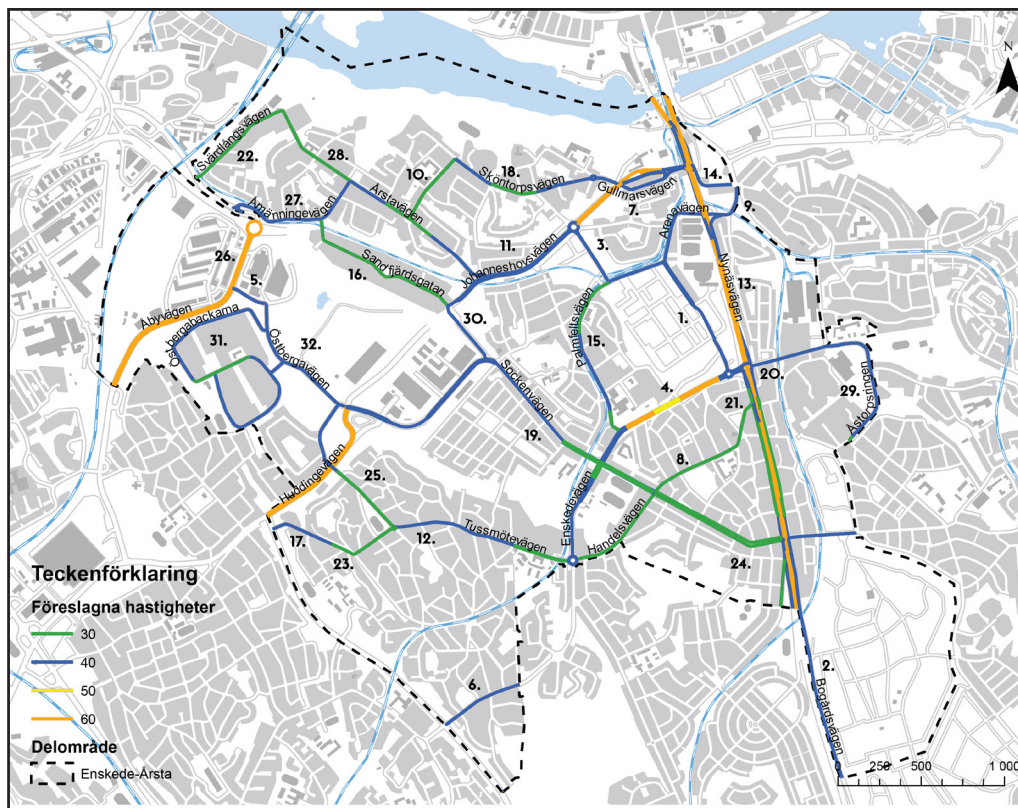 N
Svärdlångsvägen
22.
28.
10.
18.
Sköntorpsvägen
14.
Gullmarsvägen
27.
Årstavägen
9.
7.
Arenavägen
11.
3.
26.
16.
Sandfjärdsgatan
Johanneshovsvägen
Nynäsvägen
13.
5.
Åbyvägen
Östbergabackarna
30.
1.
31.
32.
Östbergavägen
Palmfeltsvägen
15.
20.
Sockenvägen
4.
21.
29.
Åstorpsringen
19.
8.
Huddingevägen
25.
Enskedevägen
Handelsvägen
17.
12.
Tussmötevägen
23.
24.
6.
2.
Bogårdsvägen
Teckenförklaring
Föreslagna hastigheter
30
40
50
60
Delområde
Enskede-Årsta
0 250 500 1 000